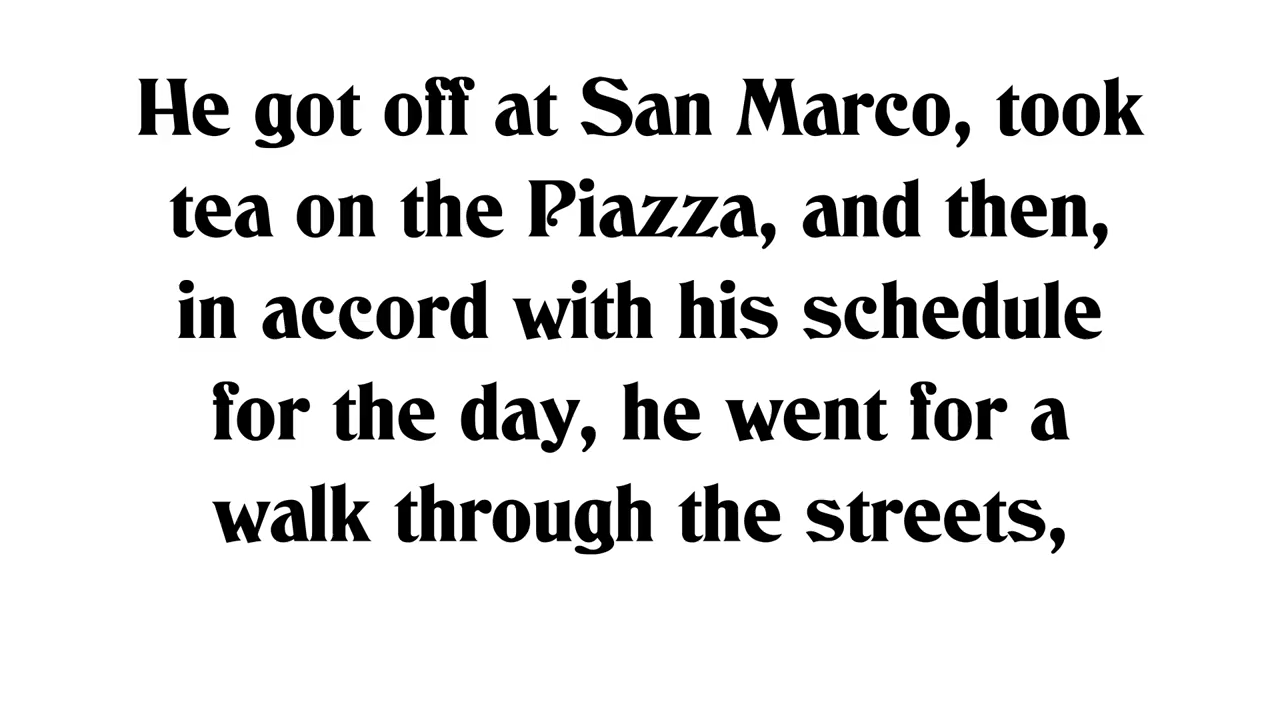 He got off at San Marco, took
tea on the Piazza, and then,
in accord with his schedule
for the day, he went for a
walk through the streets,